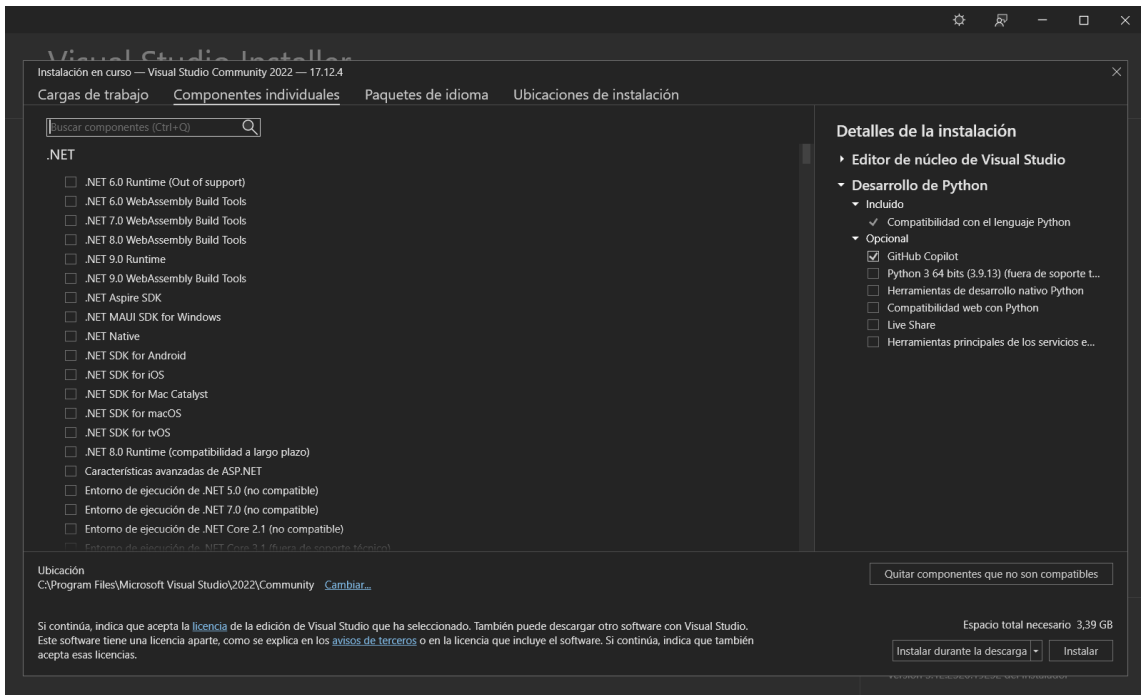 Visual Studio Installer
Instalación en curso — Visual Studio Community 2022 — 17.12.4
Cargas de trabajo Componentes individuales Paquetes de idioma Ubicaciones de instalación
Buscar componentes (Ctrl+Q)
.NET
.NET 6.0 Runtime (Out of support)
.NET 6.0 WebAssembly Build Tools
.NET 7.0 WebAssembly Build Tools
.NET 8.0 WebAssembly Build Tools
.NET 9.0 Runtime
.NET 9.0 WebAssembly Build Tools
.NET Aspire SDK
.NET MAUI SDK for Windows
.NET Native
.NET SDK for Android
.NET SDK for iOS
.NET SDK for Mac Catalyst
.NET SDK for macOS
.NET SDK for tvOS
.NET 8.0 Runtime (compatibilidad a largo plazo)
Características avanzadas de ASP.NET
Entorno de ejecución de .NET 5.0 (no compatible)
Entorno de ejecución de .NET 7.0 (no compatible)
Entorno de ejecución de .NET Core 2.1 (no compatible)
Entorno de ejecución de .NET Core 3.1 (fuera de soporte técnico)
Detalles de la instalación
Editor de núcleo de Visual Studio
Desarrollo de Python
Incluido
Compatibilidad con el lenguaje Python
Opcional
GitHub Copilot
Python 3 64 bits (3.9.13) (fuera de soporte t...
Herramientas de desarrollo nativo Python
Compatibilidad web con Python
Live Share
Herramientas principales de los servicios e...
Ubicación
C:\Program Files\Microsoft Visual Studio\2022\Community Cambiar...
Quitar componentes que no son compatibles
Si continúa, indica que acepta la licencia de la edición de Visual Studio que ha seleccionado. También puede descargar otro software con Visual Studio.
Este software tiene una licencia aparte, como se explica en los avisos de terceros o en la licencia que incluye el software. Si continúa, indica que también
acepta esas licencias.
Espacio total necesario 3,39 GB
Instalar durante la descarga Instalar